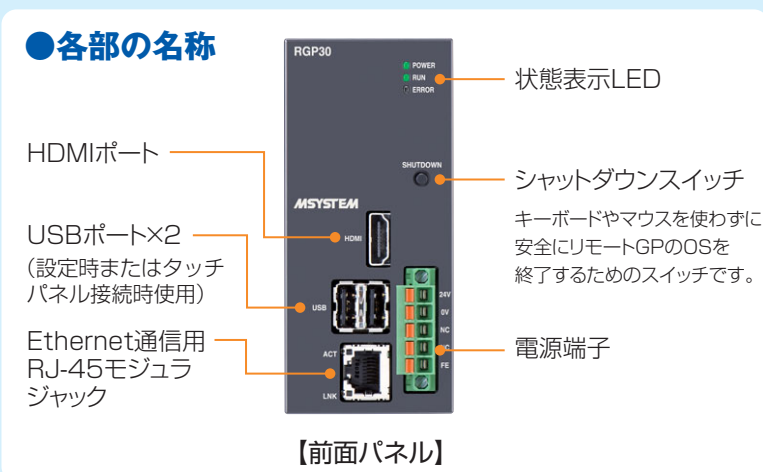 ●各部の名称
RGP30
POWER
RUN
ERROR
状態表示LED
HDMIポート
SHUTDOWN
シャットダウンスイッチ
キーボードやマウスを使わずに
安全にリモートGPのOSを
終了するためのスイッチです。
MSYSTEM
HDMI
USBポート×2
（設定時またはタッチ
パネル接続時使用）
USB
24V
0V
NC
FE
電源端子
Ethernet通信用
RJ-45モジュラ
ジャック
ACT
LNK
【前面パネル】